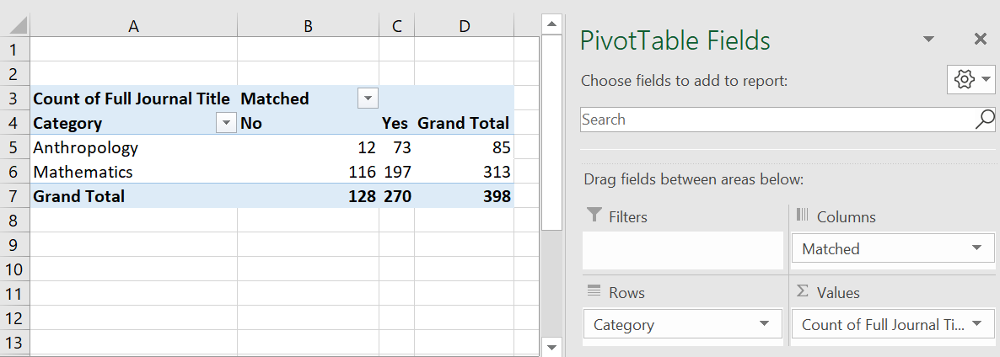 A B C D
1
2
3 Count of Full Journal Title Matched
4 Category No Yes Grand Total
5 Anthropology 12 73 85
6 Mathematics 116 197 313
7 Grand Total 128 270 398
8
9
10
11
12
13
PivotTable Fields
Choose fields to add to report:
Search
Drag fields between areas below:
Filters
Columns
Matched
Rows
Σ Values
Category
Count of Full Journal Ti...